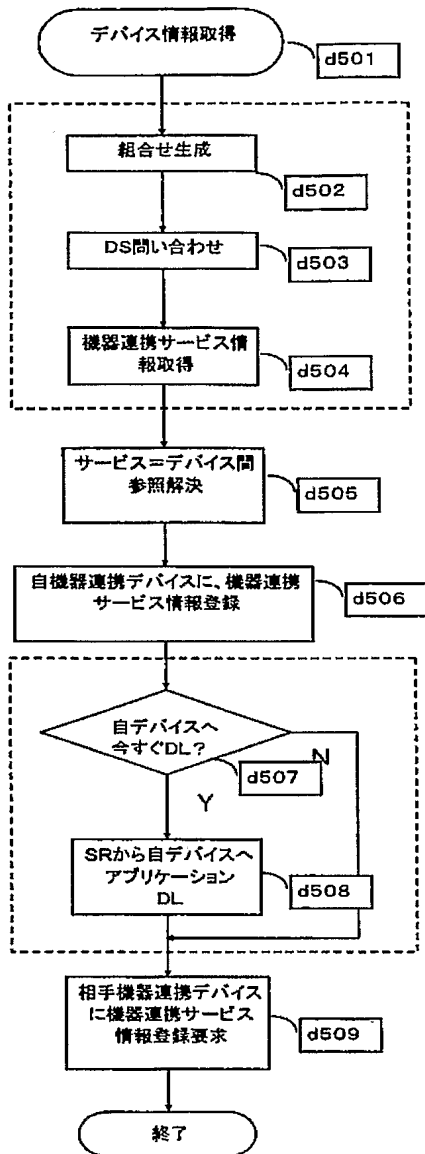 デバイス情報取得
d501
組合せ生成
d502
DS問い合わせ
d503
機器連携サービス情
報取得
d504
サービス=デバイス間
参照解決
d505
自機器連携デバイスに、機器連携
サービス情報登録
d506
自デバイスへ
今すぐDL?
d507
N
Y
SRから自デバイスへ
アプリケーション
DL
d508
相手機器連携デバイス
に機器連携サービス
情報登録要求
d509
終了